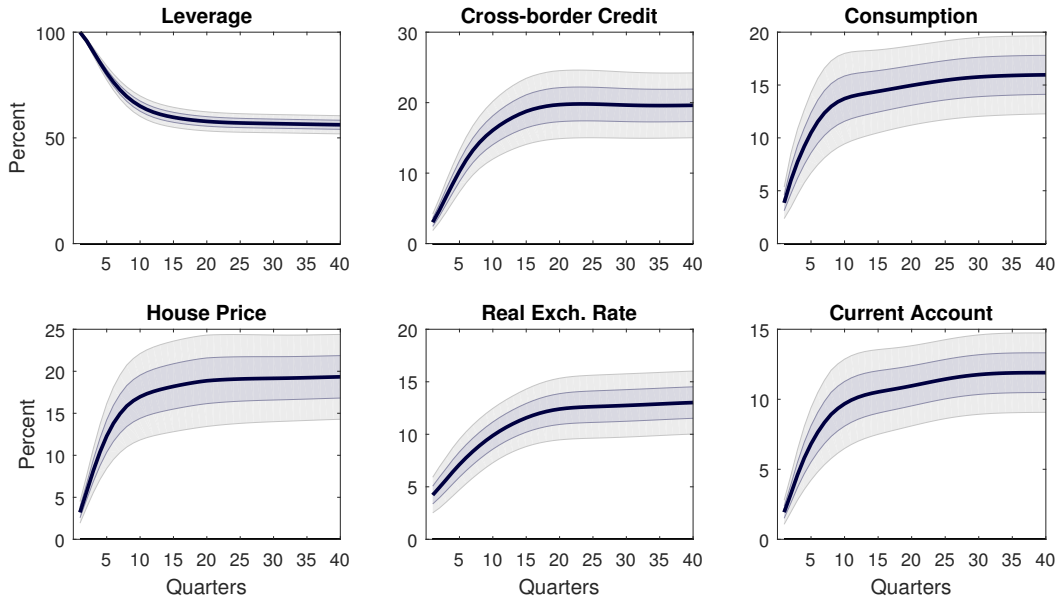 Leverage
Cross-border Credit
Consumption
Percent
100
50
0
5 10 15 20 25 30 35 40
30
20
10
0
5 10 15 20 25 30 35 40
20
15
10
5
0
5 10 15 20 25 30 35 40
House Price
Real Exch. Rate
Current Account
Percent
25
20
15
10
5
0
5 10 15 20 25 30 35 40
Quarters
20
15
10
5
0
5 10 15 20 25 30 35 40
Quarters
15
10
5
0
5 10 15 20 25 30 35 40
Quarters